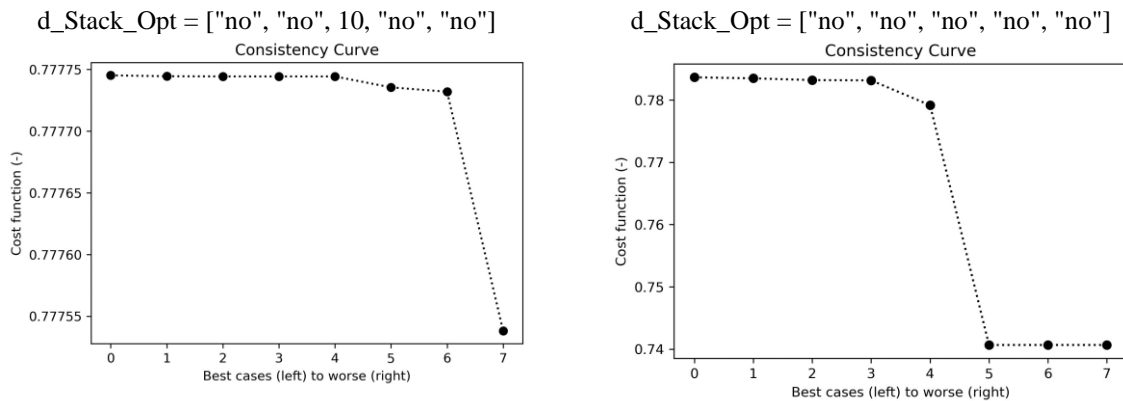 d_Stack_Opt = ["no", "no", 10, "no", "no"]
Consistency Curve
0.77775
0.77770
0.77765
0.77760
0.77755
Cost function (-)
0 1 2 3 4 5 6 7
Best cases (left) to worse (right)
d_Stack_Opt = ["no", "no", "no", "no", "no"]
Consistency Curve
0.78
0.77
0.76
0.75
0.74
Cost function (-)
0 1 2 3 4 5 6 7
Best cases (left) to worse (right)